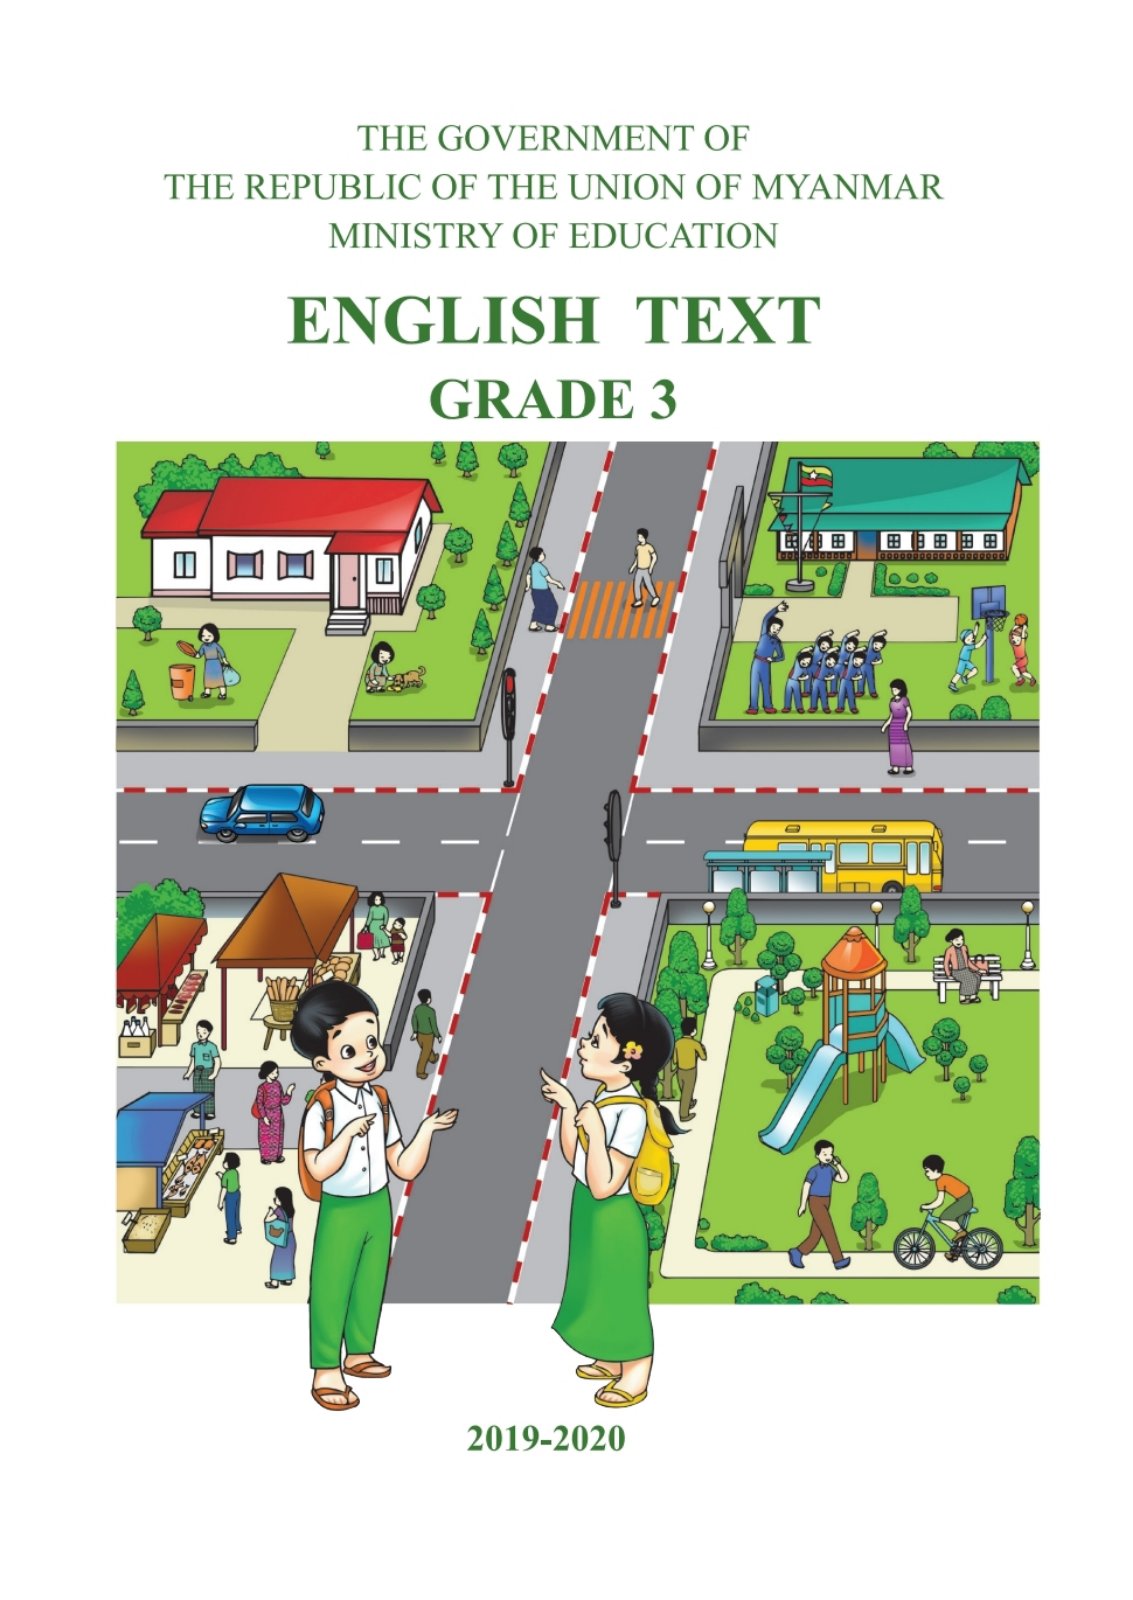 THE GOVERNMENT OF
THE REPUBLIC OF THE UNION OF MYANMAR
MINISTRY OF EDUCATION
ENGLISH TEXT
GRADE 3
2019-2020